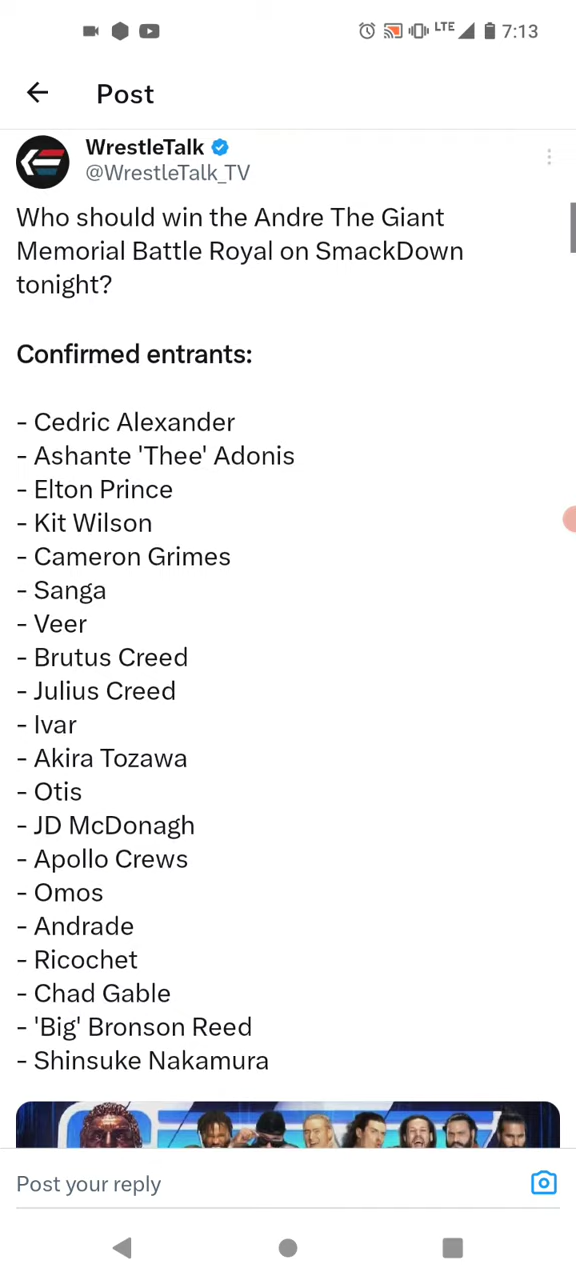 LTE 7:13
Post
WrestleTalk
@WrestleTalk_TV
Who should win the Andre The Giant
Memorial Battle Royal on SmackDown
tonight?
Confirmed entrants:
- Cedric Alexander
- Ashante 'Thee' Adonis
- Elton Prince
- Kit Wilson
- Cameron Grimes
- Sanga
- Veer
- Brutus Creed
- Julius Creed
- Ivar
- Akira Tozawa
- Otis
- JD McDonagh
- Apollo Crews
- Omos
- Andrade
- Ricochet
- Chad Gable
- 'Big' Bronson Reed
- Shinsuke Nakamura
Post your reply